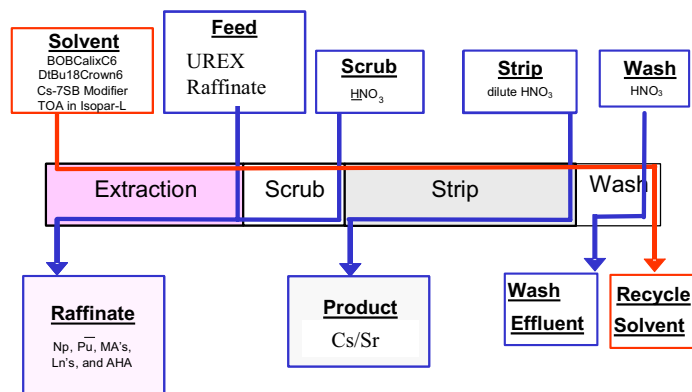 Solvent
BOBCalixC6
DtBu18Crown6
Cs-7SB Modifier
TOA in Isopar-L
Feed
UREX
Raffinate
Scrub
HNO3
Strip
dilute HNO3
Wash
HNO3
Extraction
Scrub
Strip
Wash
Raffinate
Np, Pu, MA's,
Ln's, and AHA
Product
Cs/Sr
Wash
Effluent
Recycle
Solvent